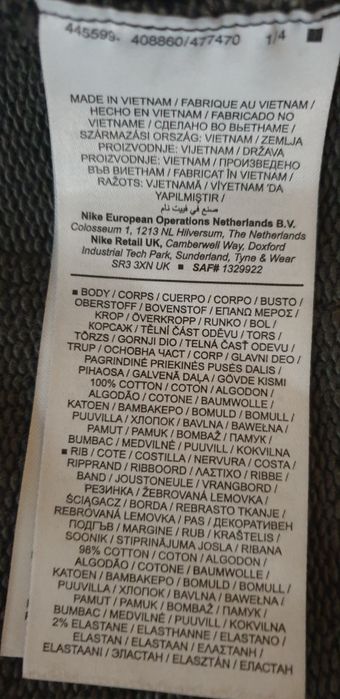 445599- 408860/477470 1/4
MADE IN VIETNAM / FABRIQUE AU VIETNAM /
HECHO EN VIETNAM / FABRICADO NO
VIETNAME / СДЕЛАНО ВО ВЬЕТНАМЕ /
SZÁRMAZÁSI ORSZÁG: VIETNAM / ZEMLJA
PROIZVODNJE: VIJETNAM / DRŽAVA
PROIZVODNJE: VIETNAM / ПРОИЗВЕДЕНО
ВЪВ ВИЕТНАМ / FABRICAT ÎN VIETNAM /
RAŽOTS: VJETNAMĀ / VİYETNAM 'DA
YAPILMIŞTIR /
صنع في فييت نام
Nike European Operations Netherlands B.V.
Colosseum 1, 1213 NL Hilversum, The Netherlands
Nike Retail UK, Camberwell Way, Doxford
Industrial Tech Park, Sunderland, Tyne & Wear
SR3 3XN UK ■ SAF# 1329922
■ BODY / CORPS / CUERPO / CORPO / BUSTO /
OBERSTOFF / BOVENSTOF / ΕΠΑΝΩ ΜΕΡΟΣ /
KROP / ÖVERKROPP / RUNKO / BOL /
КОРСАЖ / TĚLNÍ ČÁST ODĚVU / TORS /
TÖRZS / GORNJI DIO / TELNÁ ČASŤ ODEVU /
TRUP / ОСНОВНА ЧАСТ / CORP / GLAVNI DEO /
PAGRINDINĖ PRIEKINĖS PUSĖS DALIS /
PIHAOSA / GALVENĀ DAĻA / GÖVDE KISMI
100% COTTON / COTON / ALGODON /
ALGODÃO / COTONE / BAUMWOLLE /
KATOEN / ΒΑΜΒΑΚΕΡΟ / BOMULD / BOMULL /
PUUVILLA / ХЛОПОК / BAVLNA / BAWEŁNA /
PAMUT / PAMUK / BOMBAŽ / ПАМУК /
BUMBAC / MEDVILNĖ / PUUVILL / KOKVILNA
■ RIB / COTE / COSTILLA / NERVURA / COSTA /
RIPPRAND / RIBBOORD / ΛΑΣΤΙΧΟ / RIBBE /
BAND / JOUSTONEULE / VRANGBORD /
РЕЗИНКА / ŽEBROVANÁ LEMOVKA /
ŚCIĄGACZ / BORDA / REBRASTO TKANJE /
REBROVANÁ LEMOVKA / PAS / ДЕКОРАТИВЕН
ПОДГЪВ / MARGINE / RUB / KRAŠTELIS /
SOONIK / STIPRINĀJUMA JOSLA / RIBANA
98% COTTON / COTON / ALGODON /
ALGODÃO / COTONE / BAUMWOLLE /
KATOEN / ΒΑΜΒΑΚΕΡΟ / BOMULD / BOMULL /
PUUVILLA / ХЛОПОК / BAVLNA / BAWEŁNA /
PAMUT / PAMUK / BOMBAŽ / ПАМУК /
BUMBAC / MEDVILNĖ / PUUVILL / KOKVILNA
2% ELASTANE / ELASTHANNE / ELASTANO /
ELASTAN / ELASTAAN / ΕΛΑΣΤΑΝΗ /
ELASTAANI / ЭЛАСТАН / ELASZTÁN / ЕЛАСТАН